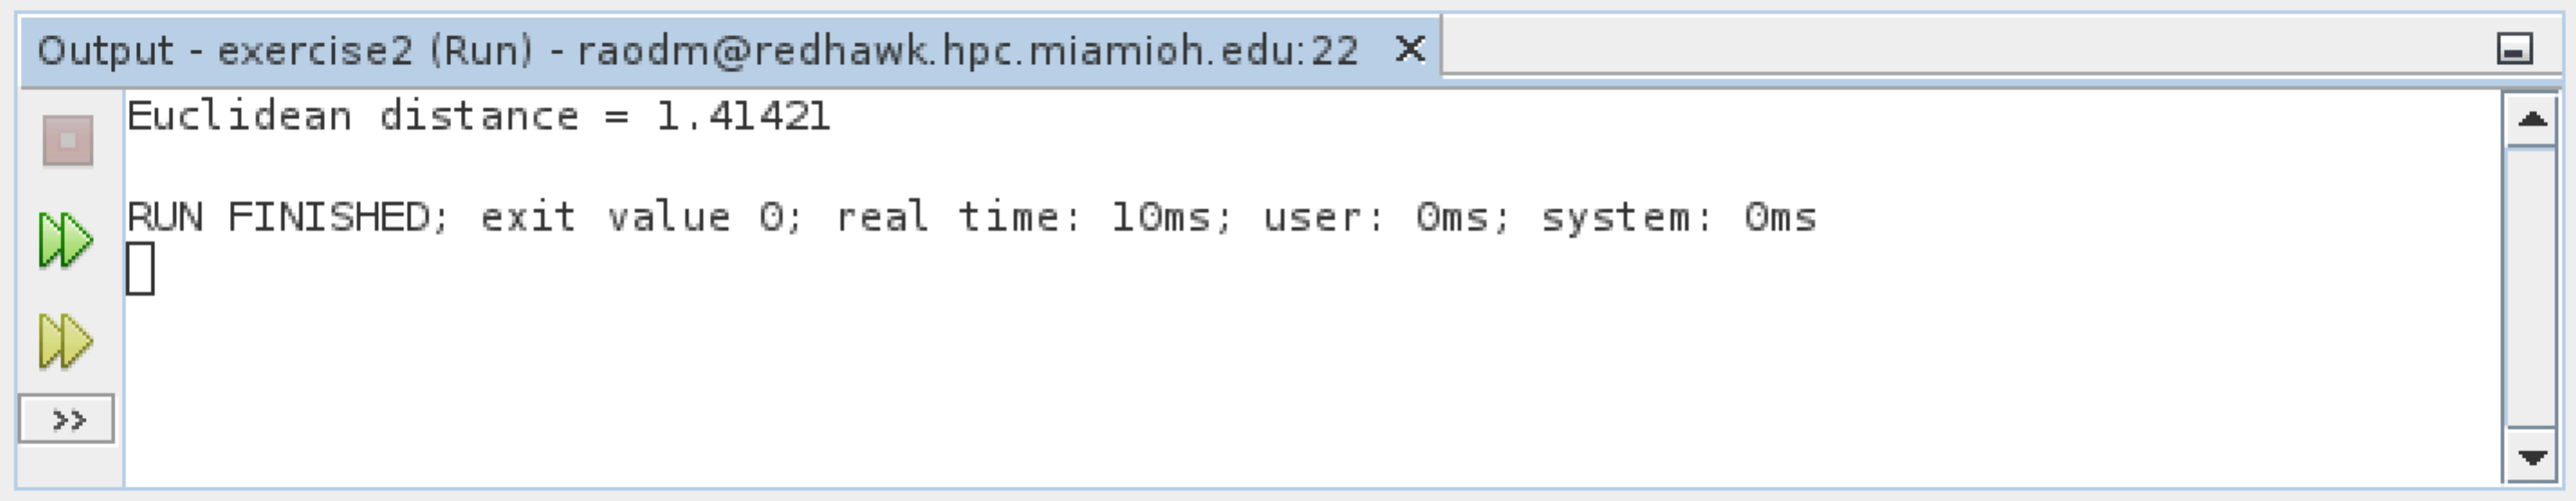 Output - exercise2 (Run) - raodm@redhawk.hpc.miamioh.edu:22
Euclidean distance = 1.41421
RUN FINISHED; exit value 0; real time: 10ms; user: 0ms; system: 0ms
>>